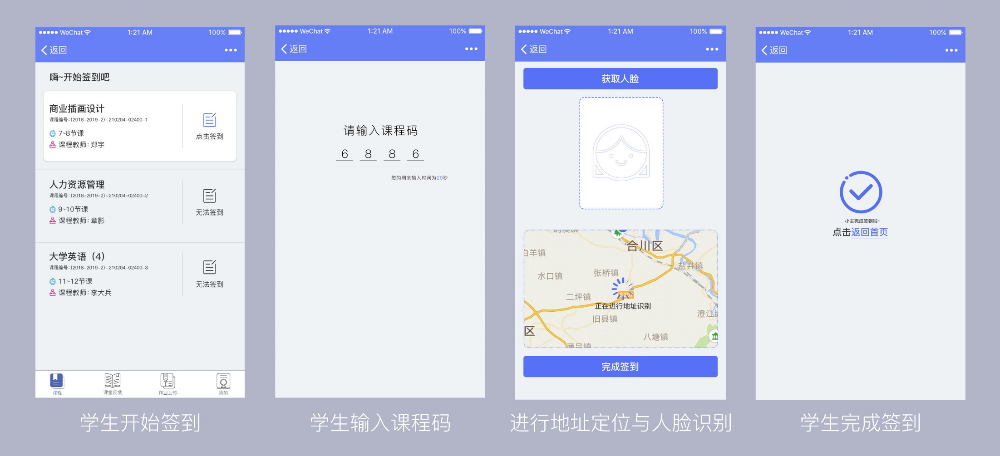 WeChat 1:21 AM 100%
返回
嗨~开始签到吧
商业插画设计
课程编号:(2018-2019-2)-210204-02400-1
7~8节课
课程教师:郑宇
点击签到
人力资源管理
课程编号:(2018-2019-2)-210204-02400-2
9~10节课
课程教师:章影
无法签到
大学英语（4）
课程编号:(2018-2019-2)-210204-02400-3
11~12节课
课程教师:李大兵
无法签到
课程 课堂反馈 作业上传 我的
学生开始签到
WeChat 1:21 AM 100%
返回
请输入课程码
6 8 8 6
您的剩余输入时间为20秒
学生输入课程码
WeChat 1:21 AM 100%
返回
获取人脸
合川区
白羊镇
盐井镇
水口镇
张桥镇
二坪镇
正在进行地址识别
澄江镇
旧县镇
区
八塘镇
完成签到
进行地址定位与人脸识别
WeChat 1:21 AM 100%
返回
小主完成签到啦~
点击返回首页
学生完成签到